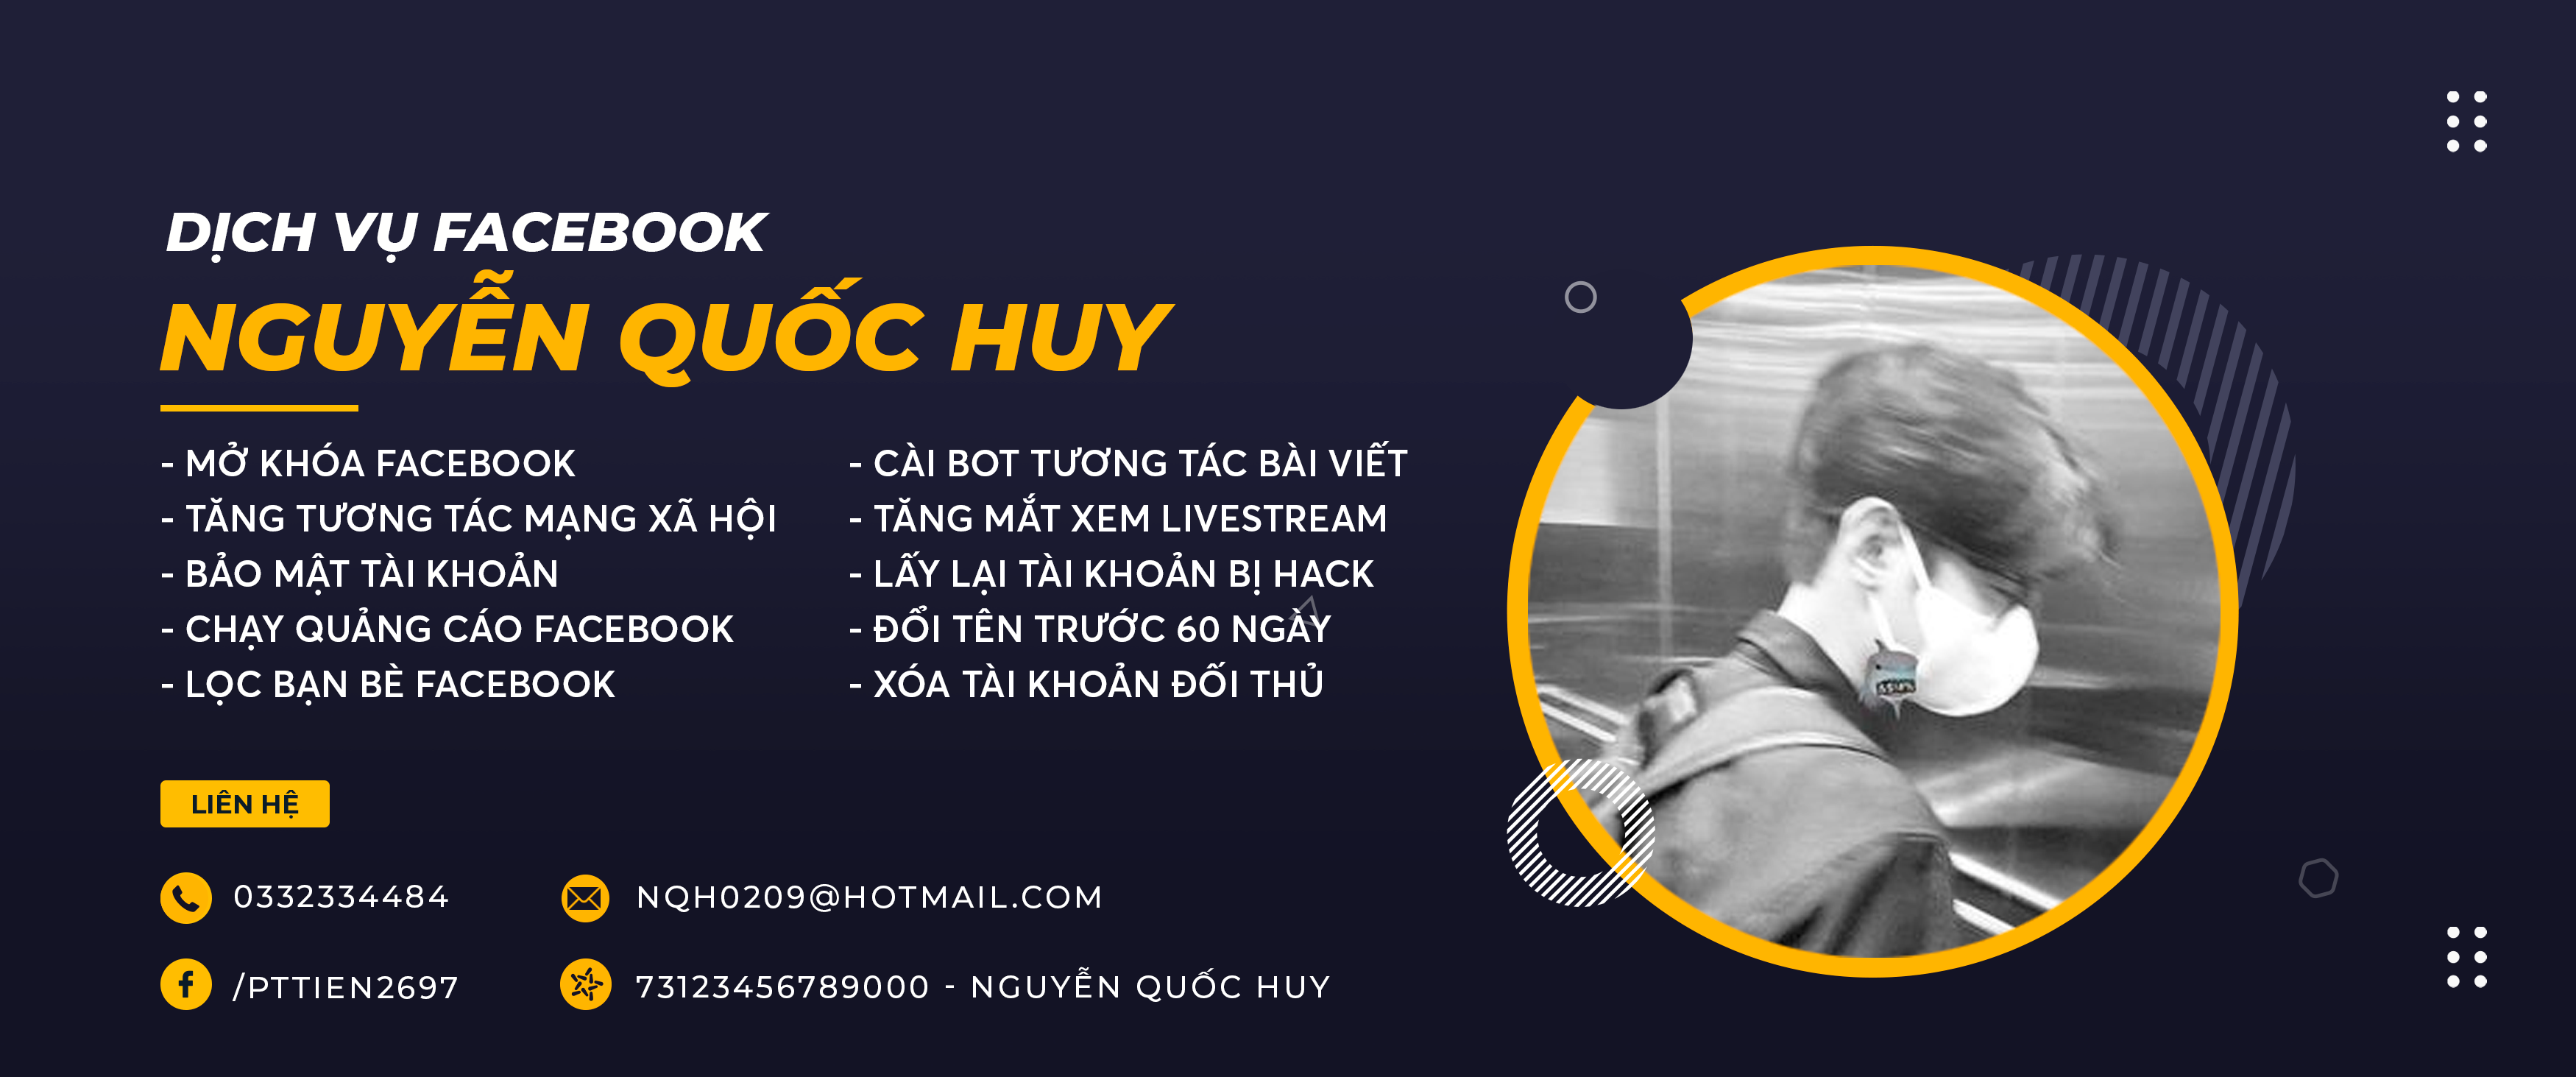 DỊCH VỤ FACEBOOK
NGUYỄN QUỐC HUY
- MỞ KHÓA FACEBOOK
- TĂNG TƯƠNG TÁC MẠNG XÃ HỘI
- BẢO MẬT TÀI KHOẢN
- CHẠY QUẢNG CÁO FACEBOOK
- LỌC BẠN BÈ FACEBOOK
- CÀI BOT TƯƠNG TÁC BÀI VIẾT
- TĂNG MẮT XEM LIVESTREAM
- LẤY LẠI TÀI KHOẢN BỊ HACK
- ĐỔI TÊN TRƯỚC 60 NGÀY
- XÓA TÀI KHOẢN ĐỐI THỦ
LIÊN HỆ
0332334484
NQH0209@HOTMAIL.COM
/PTTIEN2697
73123456789000 - NGUYỄN QUỐC HUY